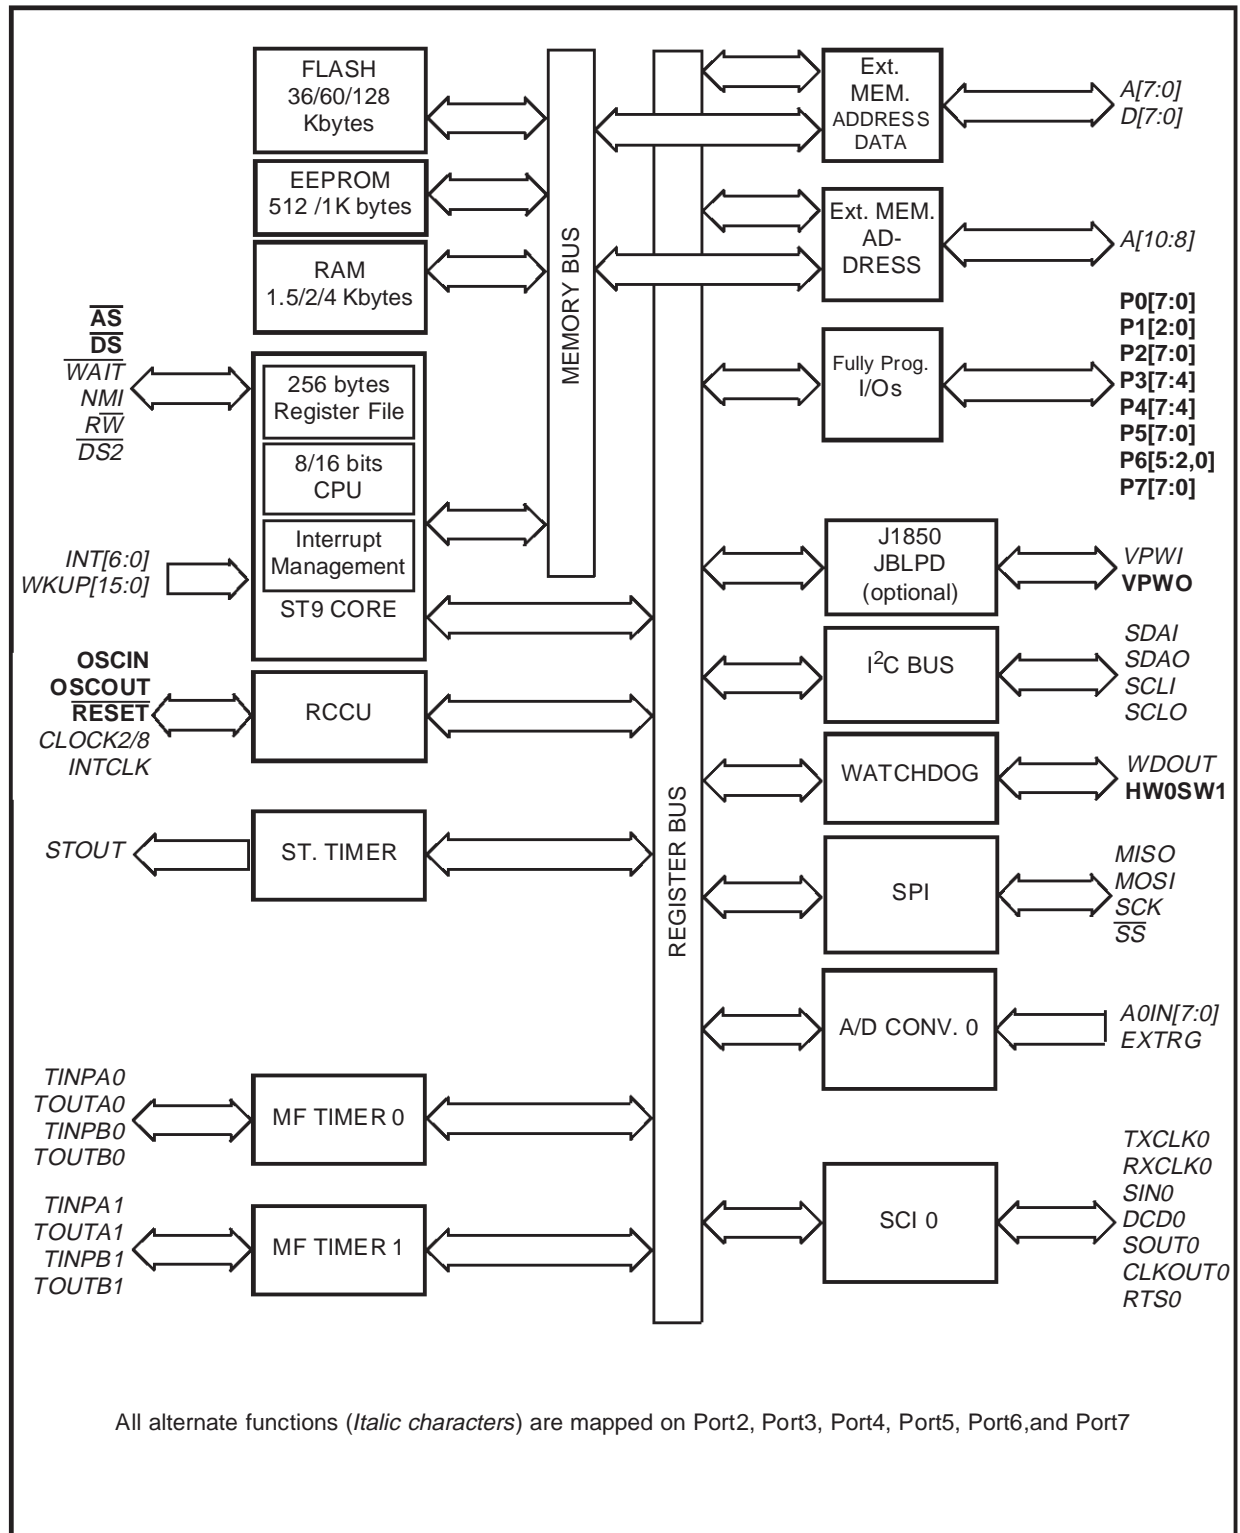 FLASH
36/60/128
Kbytes
EEPROM
512 /1K bytes
RAM
1.5/2/4 Kbytes
AS
DS
WAIT
NMI
RW
DS2
256 bytes
Register File
8/16 bits
CPU
Interrupt
Management
ST9 CORE
INT[6:0]
WKUP[15:0]
OSCIN
OSCOUT
RESET
CLOCK2/8
INTCLK
RCCU
STOUT
ST. TIMER
TINPA0
TOUTA0
TINPB0
TOUTB0
MF TIMER 0
TINPA1
TOUTA1
TINPB1
TOUTB1
MF TIMER 1
MEMORY BUS
REGISTER BUS
Ext.
MEM.
ADDRESS
DATA
A[7:0]
D[7:0]
Ext. MEM.
AD-
DRESS
A[10:8]
Fully Prog.
I/Os
P0[7:0]
P1[2:0]
P2[7:0]
P3[7:4]
P4[7:4]
P5[7:0]
P6[5:2,0]
P7[7:0]
J1850
JBLPD
(optional)
VPWI
VPWO
I²C BUS
SDAI
SDAO
SCLI
SCLO
WATCHDOG
WDOUT
HW0SW1
SPI
MISO
MOSI
SCK
SS
A/D CONV. 0
A0IN[7:0]
EXTRG
SCI 0
TXCLK0
RXCLK0
SIN0
DCD0
SOUT0
CLKOUT0
RTS0
All alternate functions (Italic characters) are mapped on Port2, Port3, Port4, Port5, Port6,and Port7